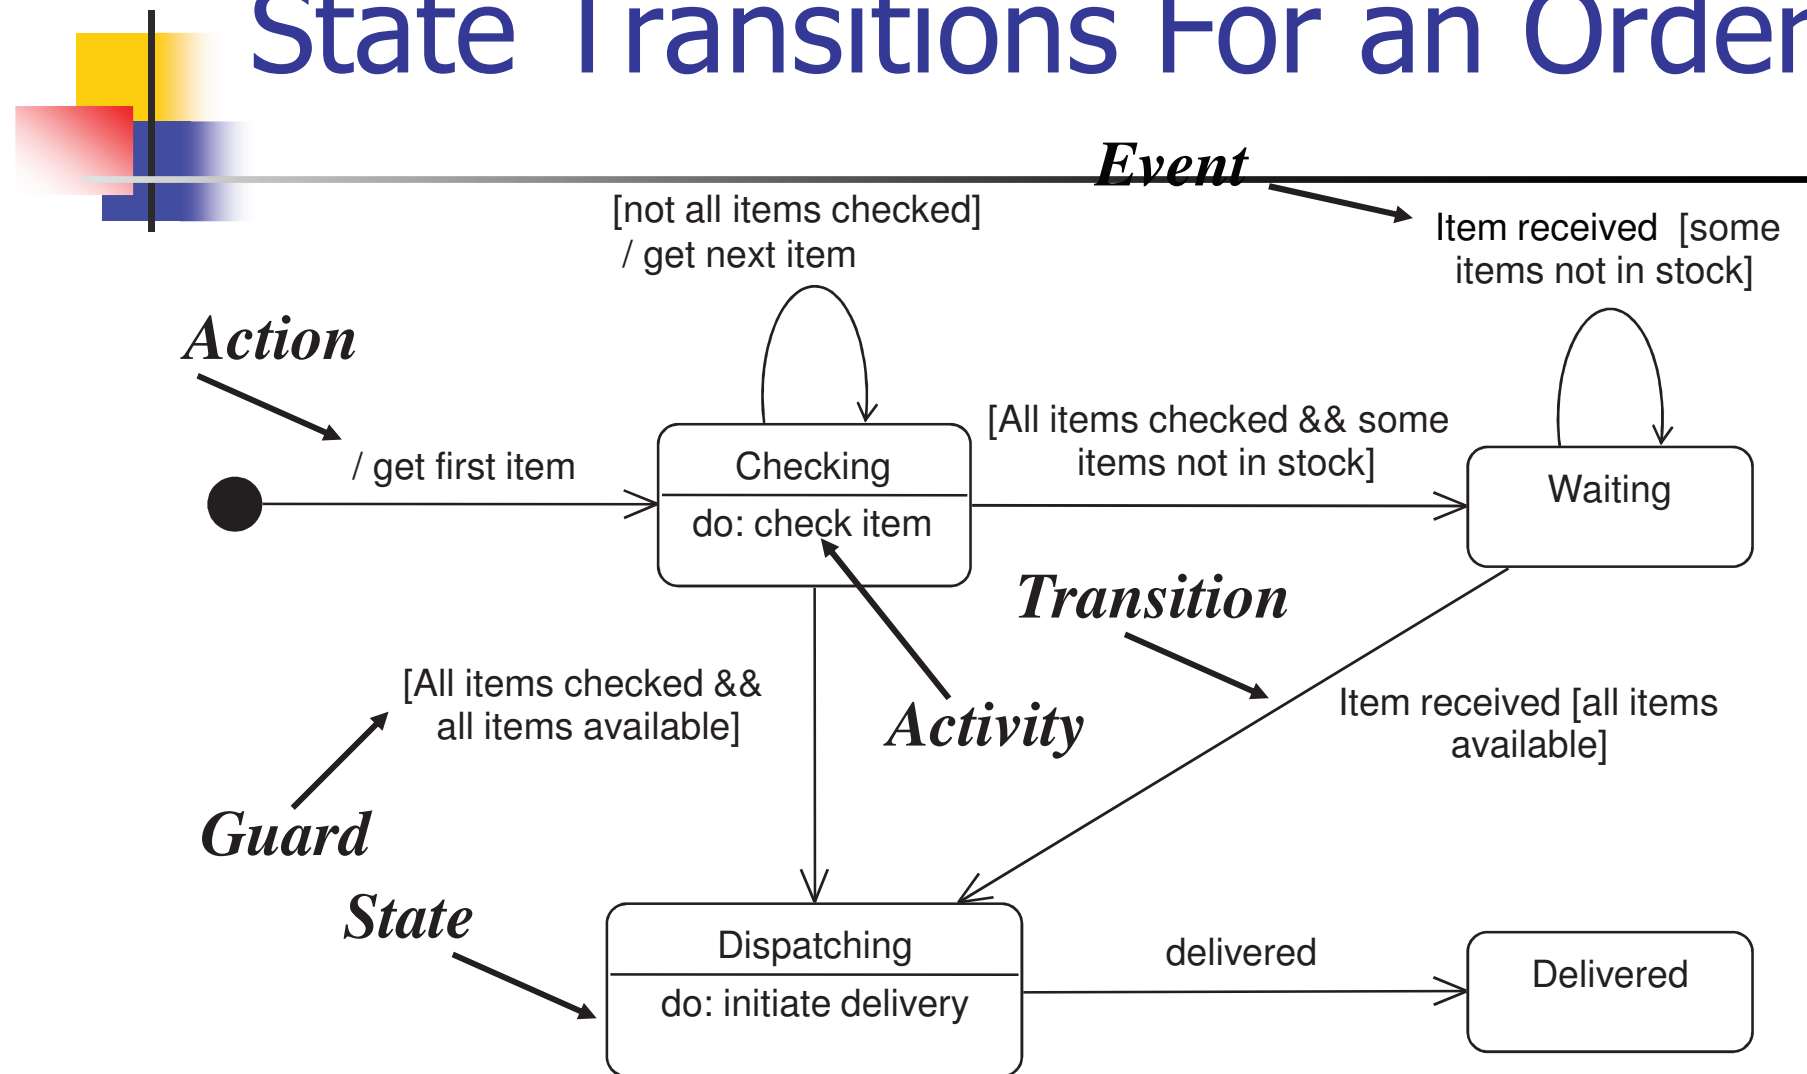 State Transitions For an Order
Event
[not all items checked]
/ get next item
Item received [some
items not in stock]
Action
[All items checked && some
items not in stock]
/ get first item
Checking
do: check item
Waiting
Transition
[All items checked &&
all items available]
Activity
Item received [all items
available]
Guard
State
Dispatching
do: initiate delivery
delivered
Delivered